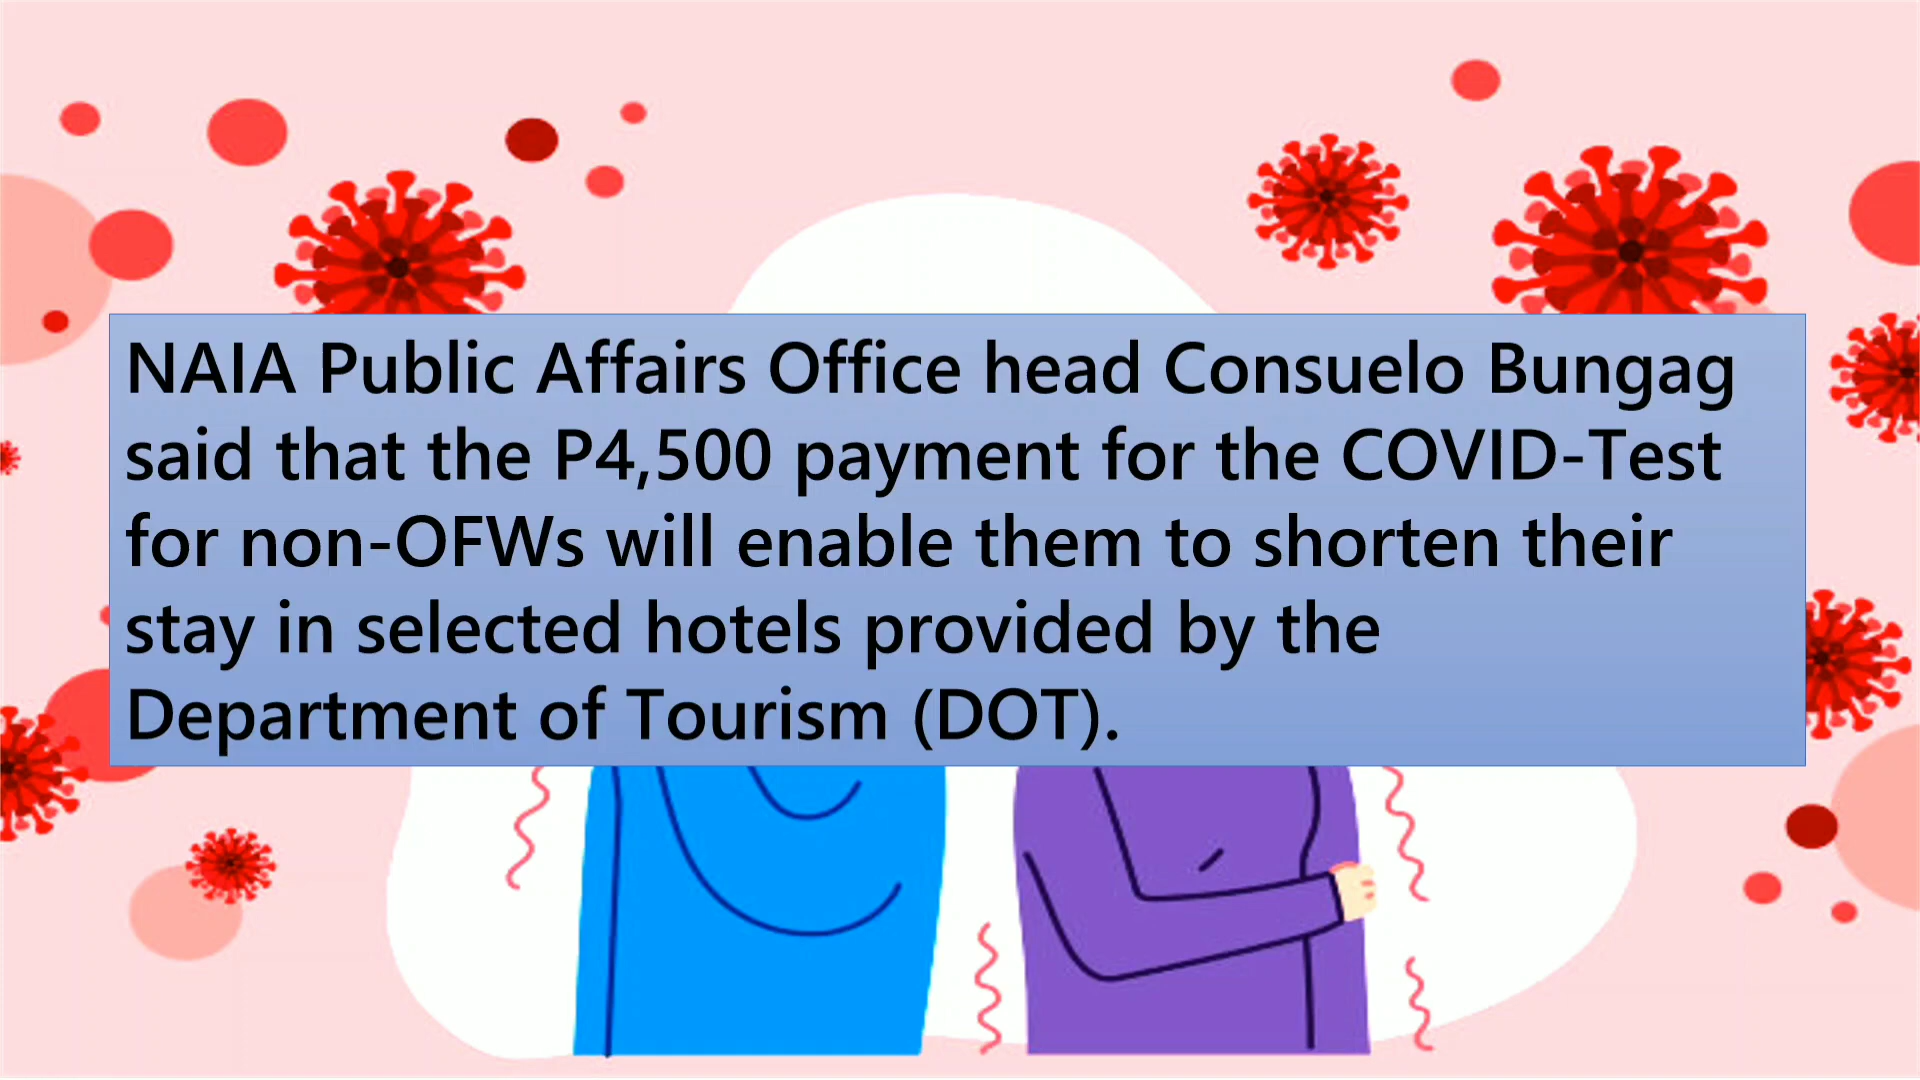 NAIA Public Affairs Office head Consuelo Bungag
said that the P4,500 payment for the COVID-Test
for non-OFWs will enable them to shorten their
stay in selected hotels provided by the
Department of Tourism (DOT).